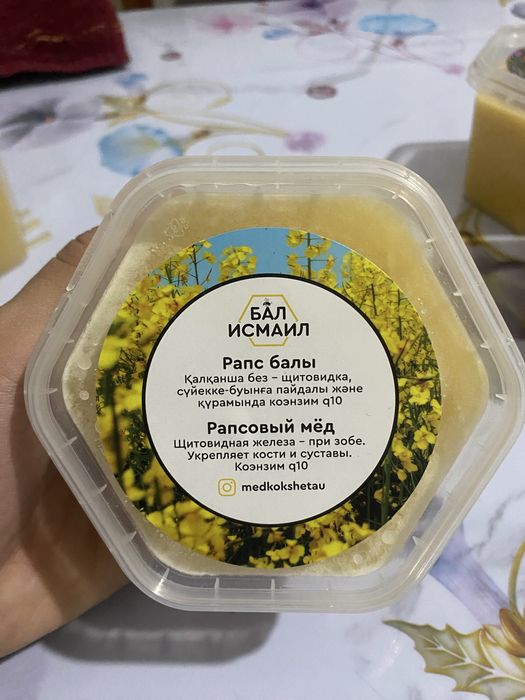 БАЛ
ИСМАИЛ
Рапс балы
Қалқанша без – щитовидка,
сүйекке-буынға пайдалы және
құрамында коэнзим q10
Рапсовый мёд
Щитовидная железа – при зобе.
Укрепляет кости и суставы.
Коэнзим q10
medkokshetau